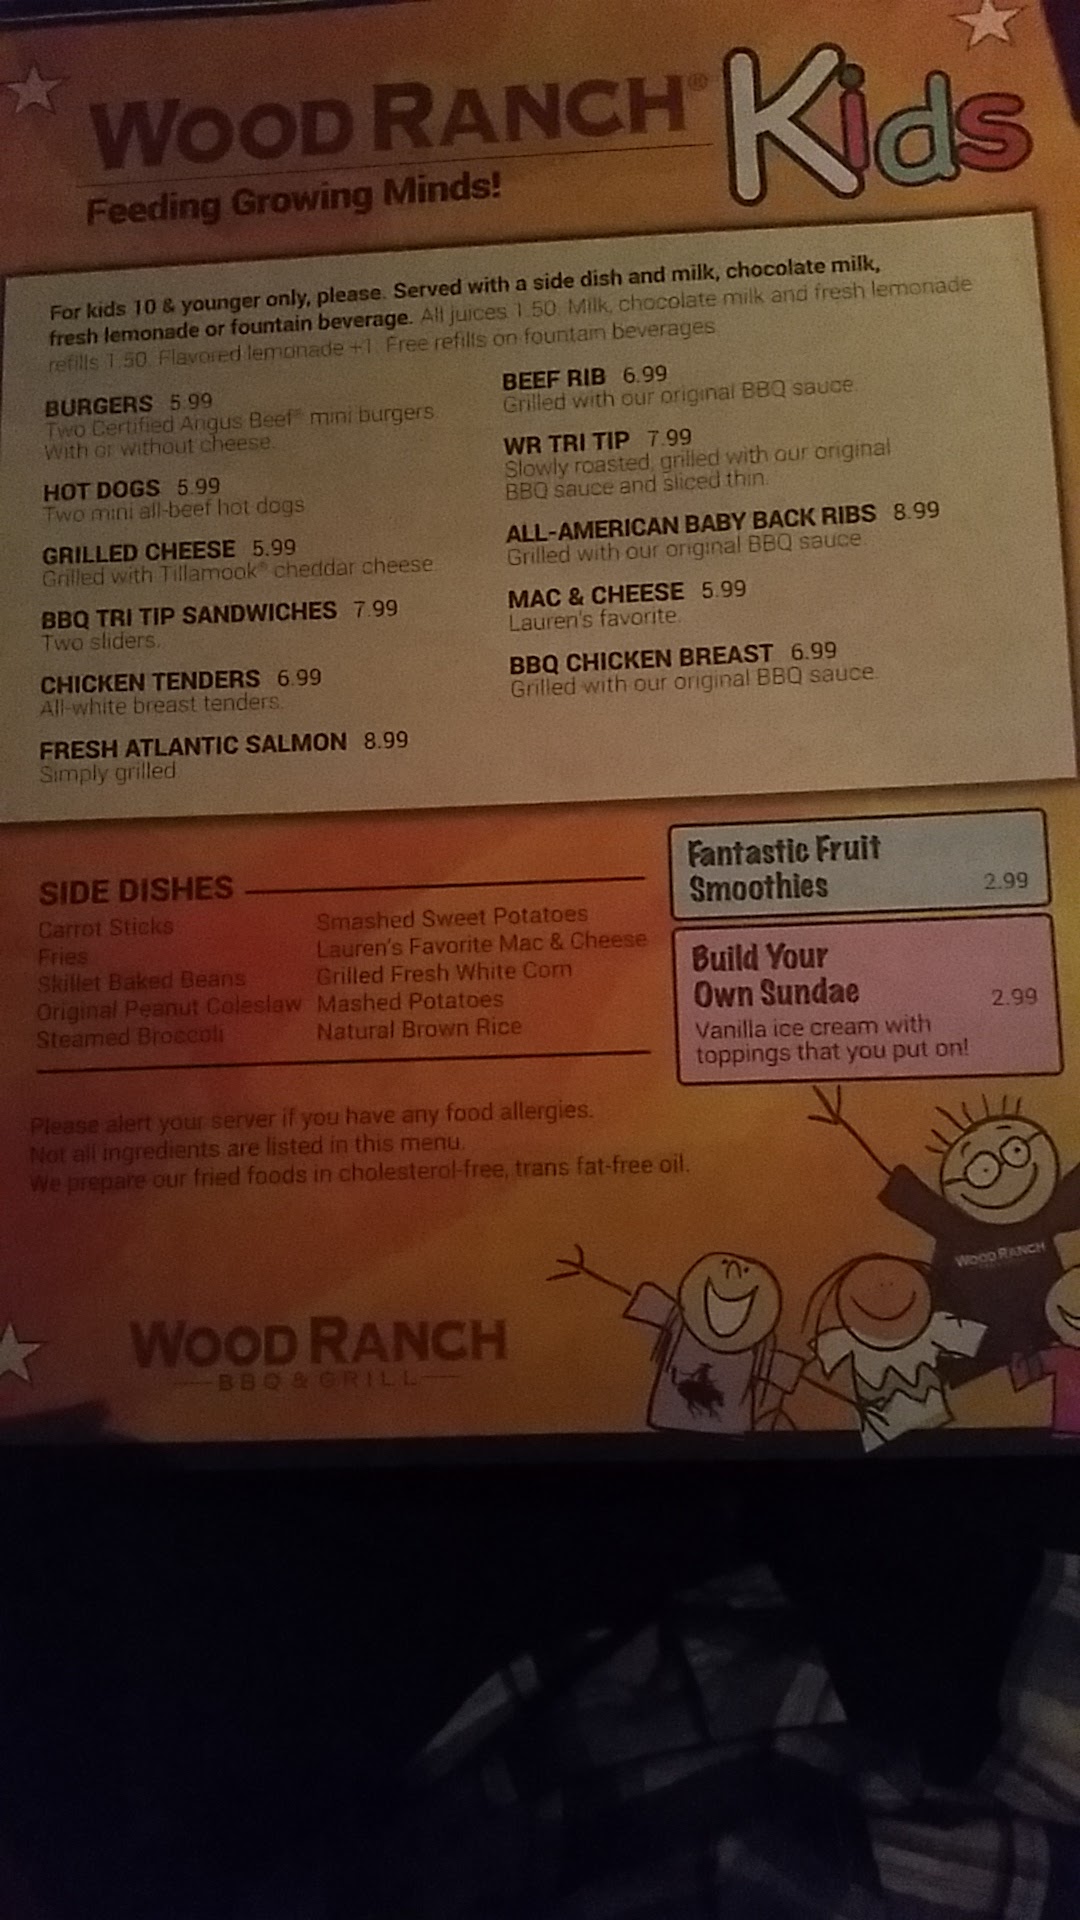 WOOD RANCH® Kids
Feeding Growing Minds!
For kids 10 & younger only, please. Served with a side dish and milk, chocolate milk,
fresh lemonade or fountain beverage. All juices 1.50. Milk, chocolate milk and fresh lemonade
refills 1.50. Flavored lemonade +1. Free refills on fountain beverages.
BURGERS 5.99
Two Certified Angus Beef® mini burgers.
With or without cheese.
HOT DOGS 5.99
Two mini all-beef hot dogs.
GRILLED CHEESE 5.99
Grilled with Tillamook® cheddar cheese.
BBQ TRI TIP SANDWICHES 7.99
Two sliders.
CHICKEN TENDERS 6.99
All-white breast tenders.
FRESH ATLANTIC SALMON 8.99
Simply grilled.
BEEF RIB 6.99
Grilled with our original BBQ sauce.
WR TRI TIP 7.99
Slowly roasted, grilled with our original
BBQ sauce and sliced thin.
ALL-AMERICAN BABY BACK RIBS 8.99
Grilled with our original BBQ sauce.
MAC & CHEESE 5.99
Lauren's favorite.
BBQ CHICKEN BREAST 6.99
Grilled with our original BBQ sauce.
SIDE DISHES
Carrot Sticks
Fries
Skillet Baked Beans
Original Peanut Coleslaw
Steamed Broccoli
Smashed Sweet Potatoes
Lauren's Favorite Mac & Cheese
Grilled Fresh White Corn
Mashed Potatoes
Natural Brown Rice
Fantastic Fruit
Smoothies 2.99
Build Your
Own Sundae 2.99
Vanilla ice cream with
toppings that you put on!
Please alert your server if you have any food allergies.
Not all ingredients are listed in this menu.
We prepare our fried foods in cholesterol-free, trans fat-free oil.
WOOD RANCH
WOOD RANCH
BBQ & GRILL